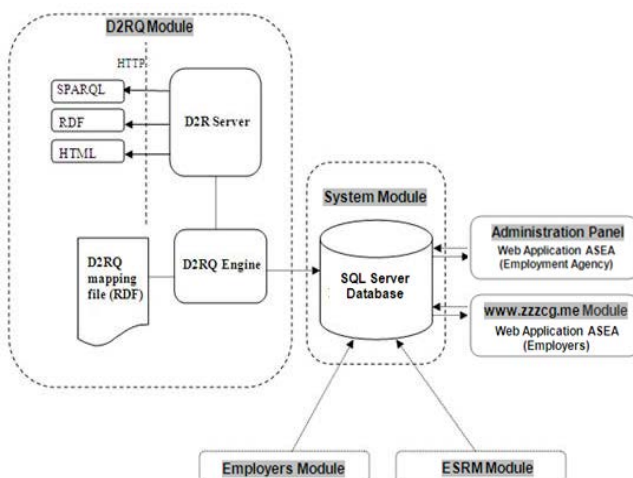 D2RQ Module
HTTP
SPARQL
RDF
HTML
D2R Server
D2RQ
mapping
file (RDF)
D2RQ Engine
System Module
SQL Server
Database
Administration Panel
Web Application ASEA
(Employment Agency)
www.zzzcg.me Module
Web Application ASEA
(Employers)
Employers Module
ESRM Module